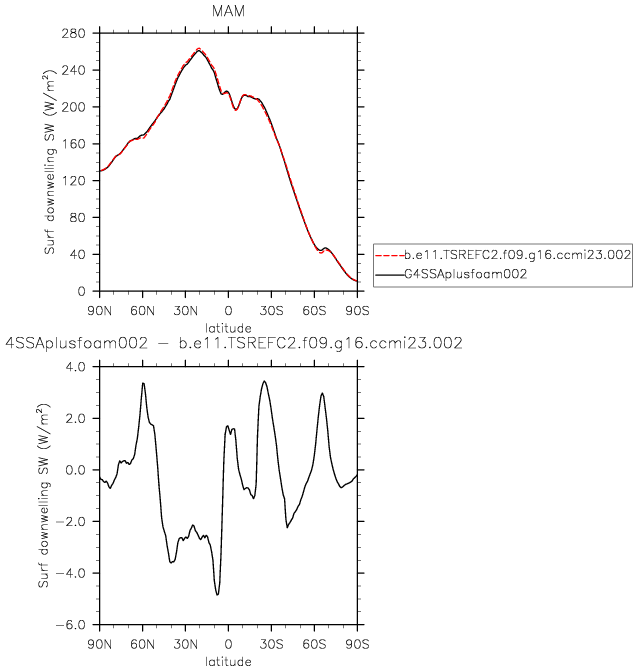 MAM
280
240
200
160
120
80
40
0
Surf downwelling SW (W/m²)
90N 60N 30N 0 30S 60S 90S
latitude
b.e11.TSREFC2.f09.g16.ccmi23.002
G4SSAplusfoam002
4SSAplusfoam002 − b.e11.TSREFC2.f09.g16.ccmi23.002
4.0
2.0
0.0
−2.0
−4.0
−6.0
Surf downwelling SW (W/m²)
90N 60N 30N 0 30S 60S 90S
latitude